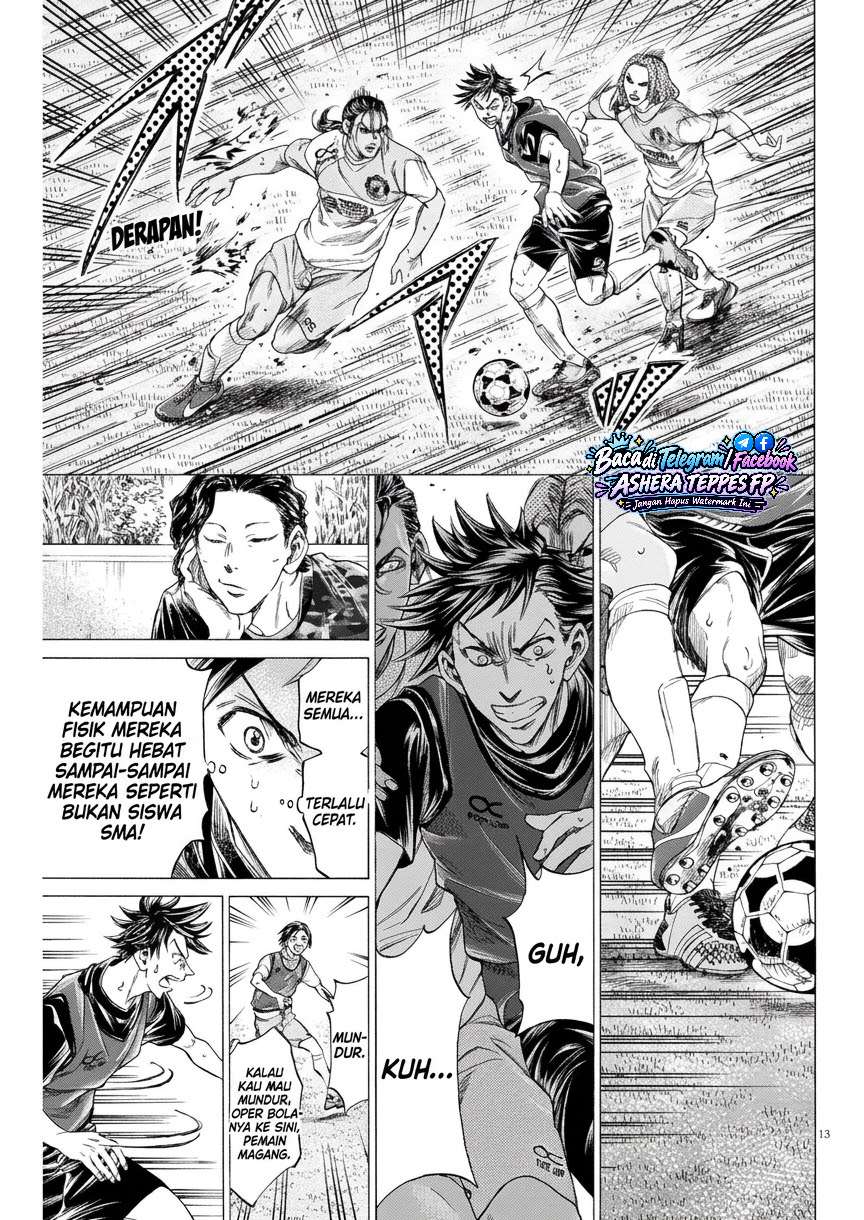 DERAPAN!
Baca di Telegram / Facebook
ASHERA TEPPES FP
Jangan Hapus Watermark Ini
GUH,
KUH...
MEREKA
SEMUA...
TERLALU
CEPAT.
KEMAMPUAN
FISIK MEREKA
BEGITU HEBAT
SAMPAI-SAMPAI
MEREKA SEPERTI
BUKAN SISWA
SMA!
MUN-
DUR.
KALAU
KAU MAU
MUNDUR,
OPER BOLA-
NYA KE SINI,
PEMAIN
MAGANG.
13